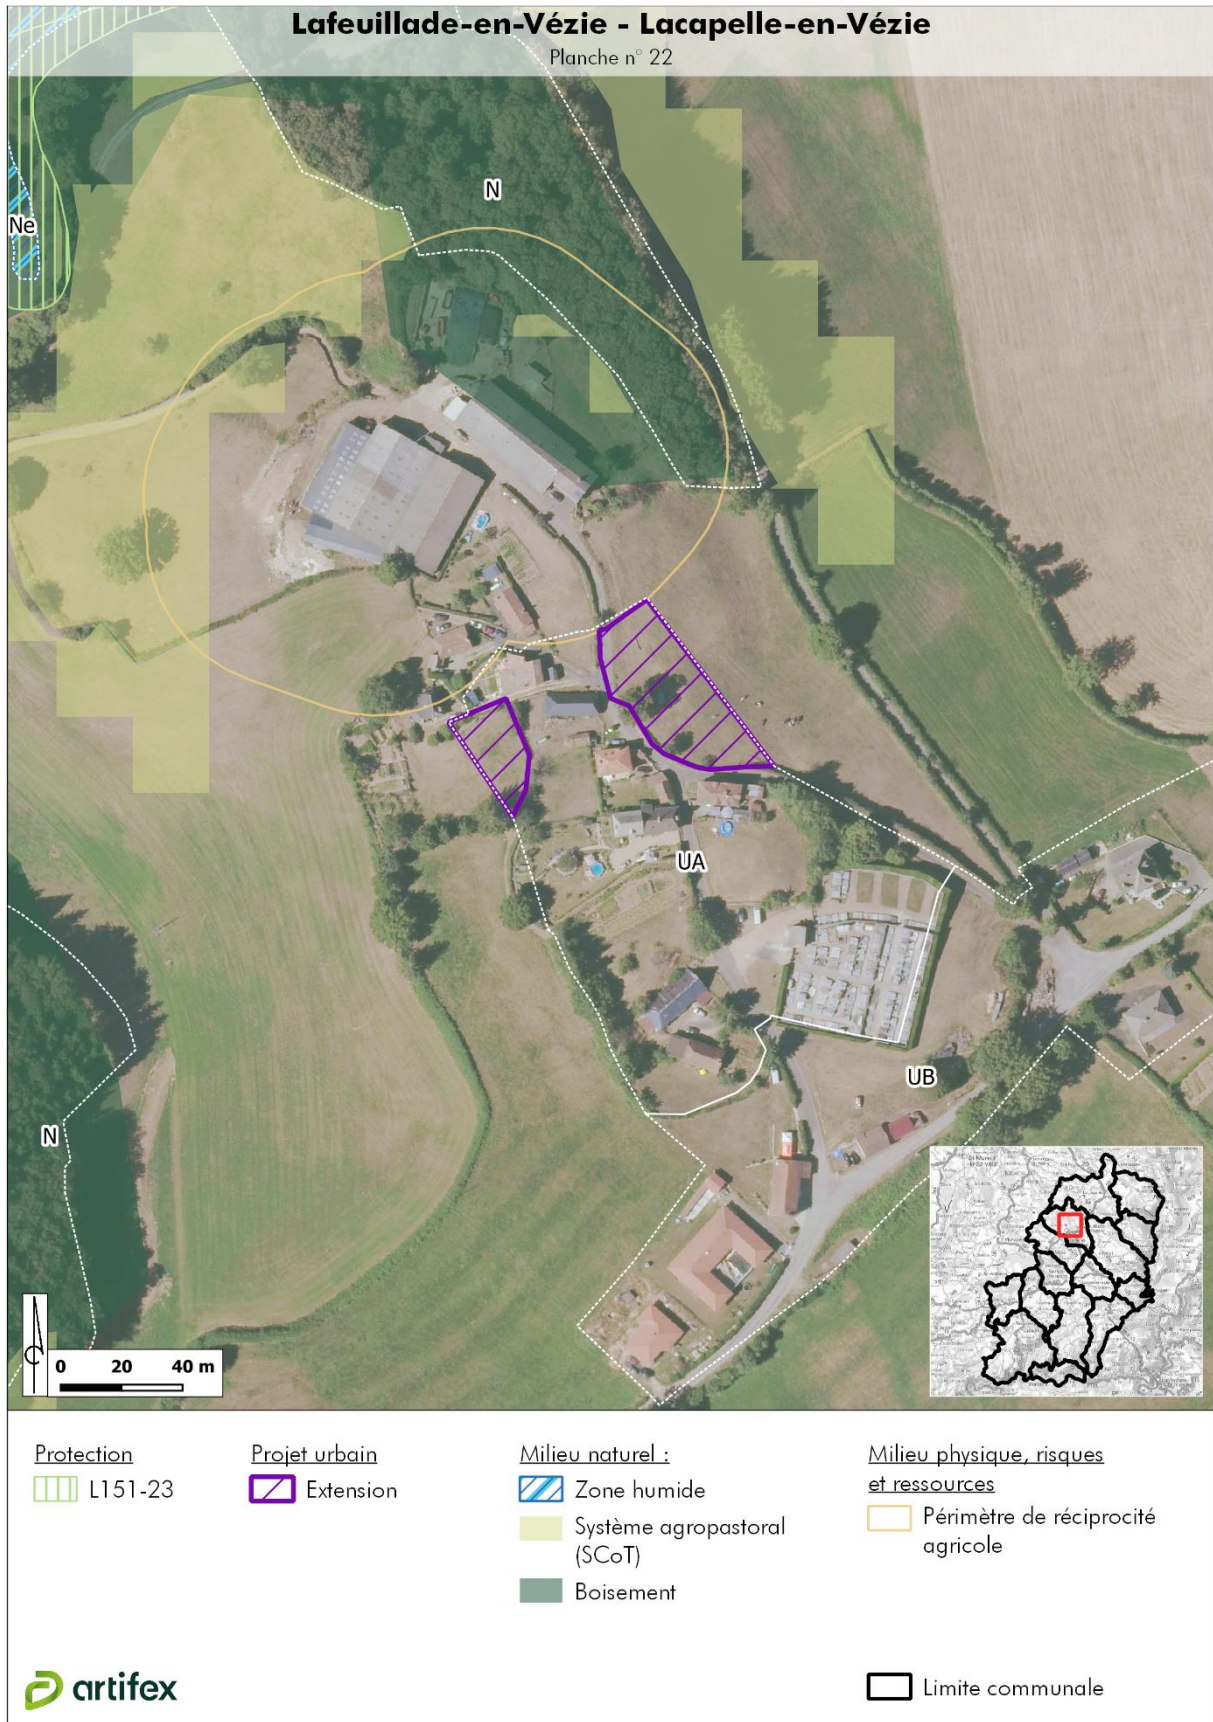 Lafeuillade-en-Vézie - Lacapelle-en-Vézie
Planche n° 22
N
Ne
UA
UB
N
0 20 40 m
Protection
L151-23
Projet urbain
Extension
Milieu naturel :
Zone humide
Système agropastoral
(SCoT)
Boisement
Milieu physique, risques
et ressources
Périmètre de réciprocité
agricole
Limite communale
artifex